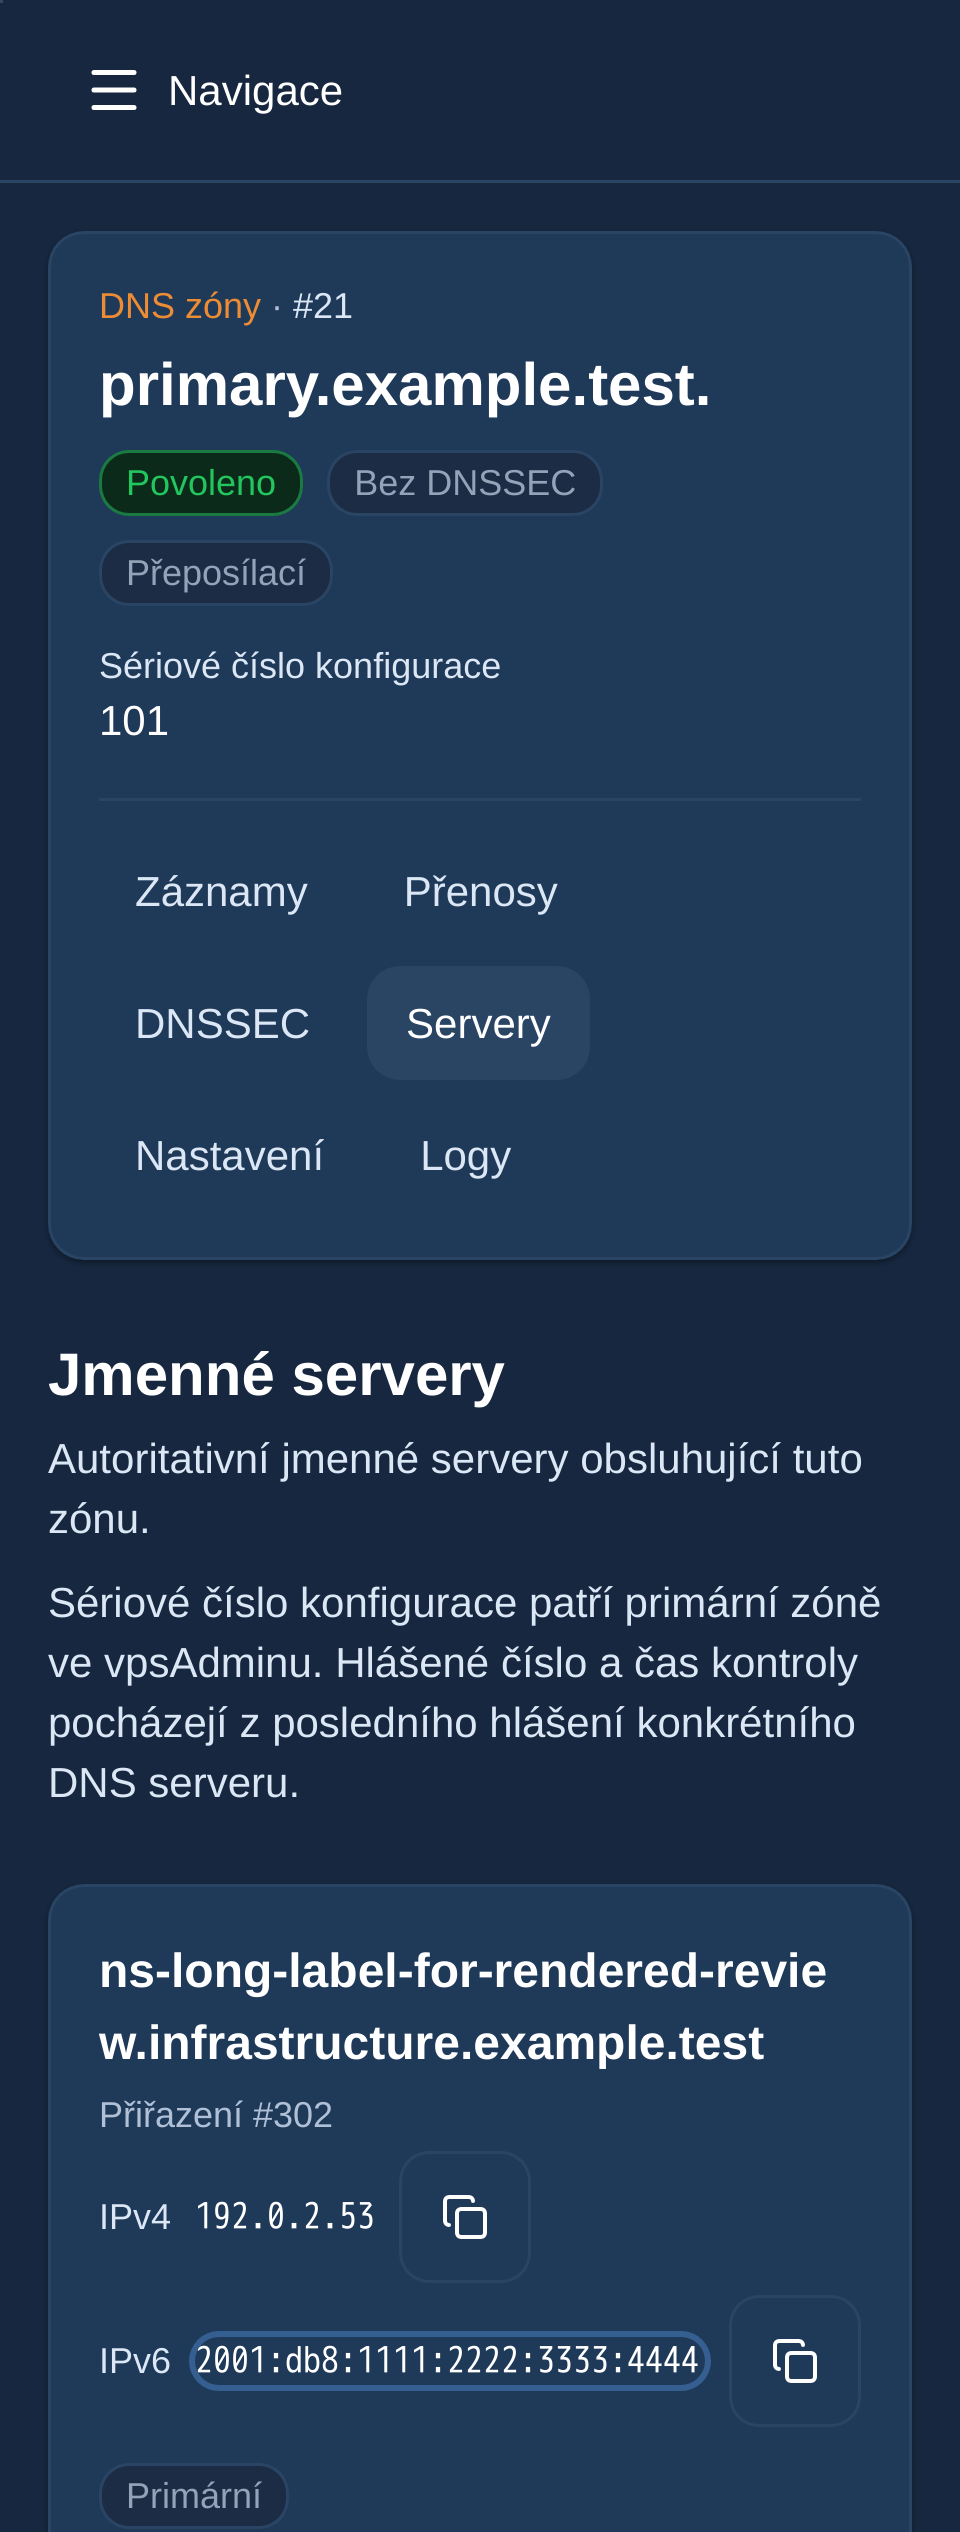 Navigace
DNS zóny · #21
primary.example.test.
Povoleno
Bez DNSSEC
Přeposílací
Sériové číslo konfigurace
101
Záznamy
Přenosy
DNSSEC
Servery
Nastavení
Logy
Jmenné servery
Autoritativní jmenné servery obsluhující tuto
zónu.
Sériové číslo konfigurace patří primární zóně
ve vpsAdminu. Hlášené číslo a čas kontroly
pocházejí z posledního hlášení konkrétního
DNS serveru.
ns-long-label-for-rendered-revie
w.infrastructure.example.test
Přiřazení #302
IPv4 192.0.2.53
IPv6 2001:db8:1111:2222:3333:4444
Primární